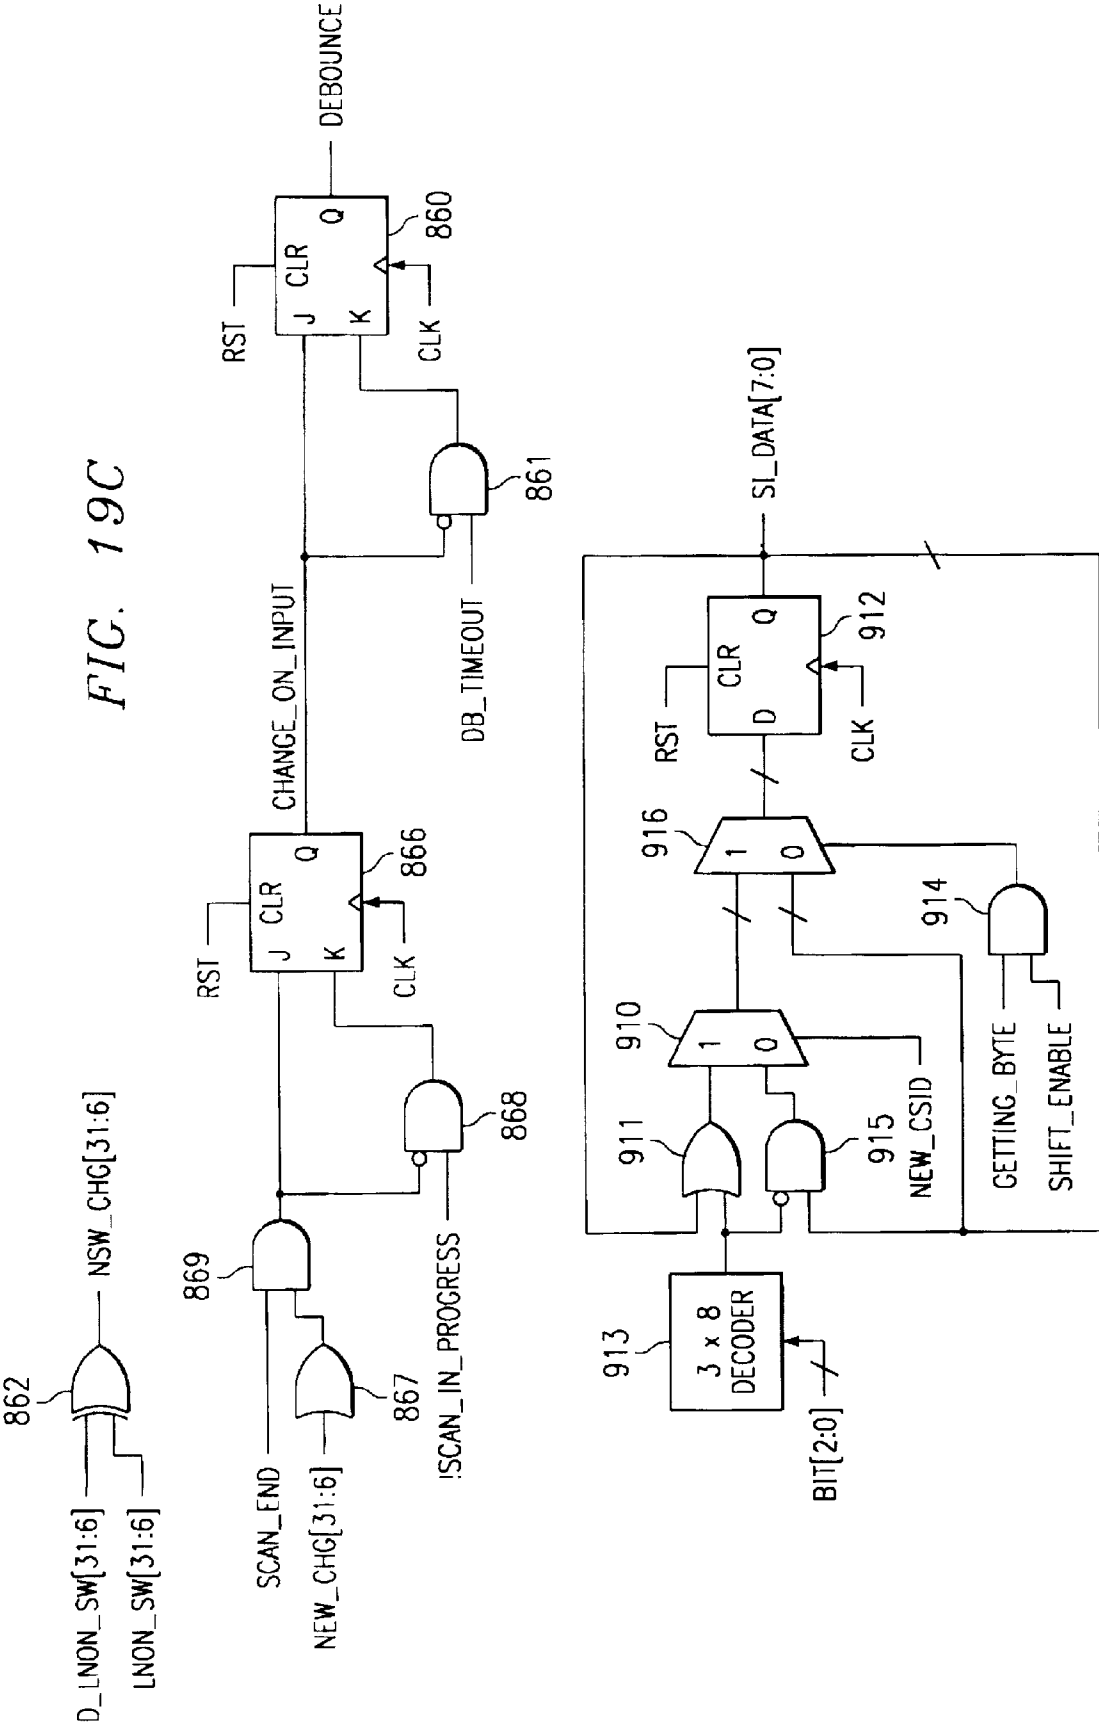 FIG. 19C
862
D_LNON_SW[31:6]
LNON_SW[31:6]
NSW_CHG[31:6]
869
SCAN_END
NEW_CHG[31:6]
867
!SCAN_IN_PROGRESS
868
RST
J
CLR
Q
K
866
CLK
CHANGE_ON_INPUT
DB_TIMEOUT
861
RST
J
CLR
Q
K
860
CLK
DEBOUNCE
913
3 x 8
DECODER
BIT[2:0]
911
915
910
1
0
NEW_CSID
GETTING_BYTE
SHIFT_ENABLE
914
916
1
0
RST
D
CLR
Q
912
CLK
SI_DATA[7:0]